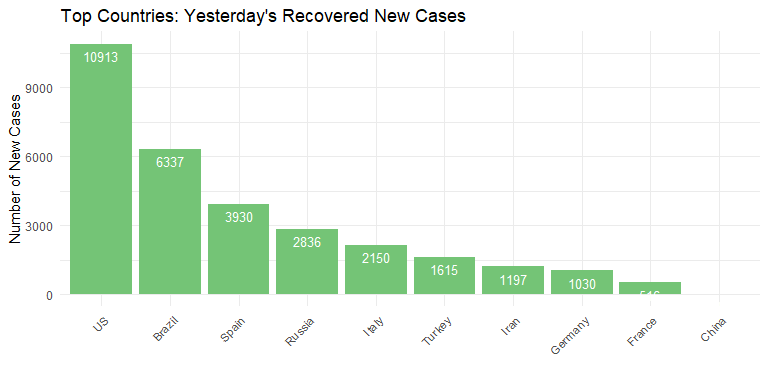 Top Countries: Yesterday's Recovered New Cases
Number of New Cases
9000
6000
3000
0
10913
6337
3930
2836
2150
1615
1197
1030
US
Brazil
Spain
Russia
Italy
Turkey
Iran
Germany
France
China